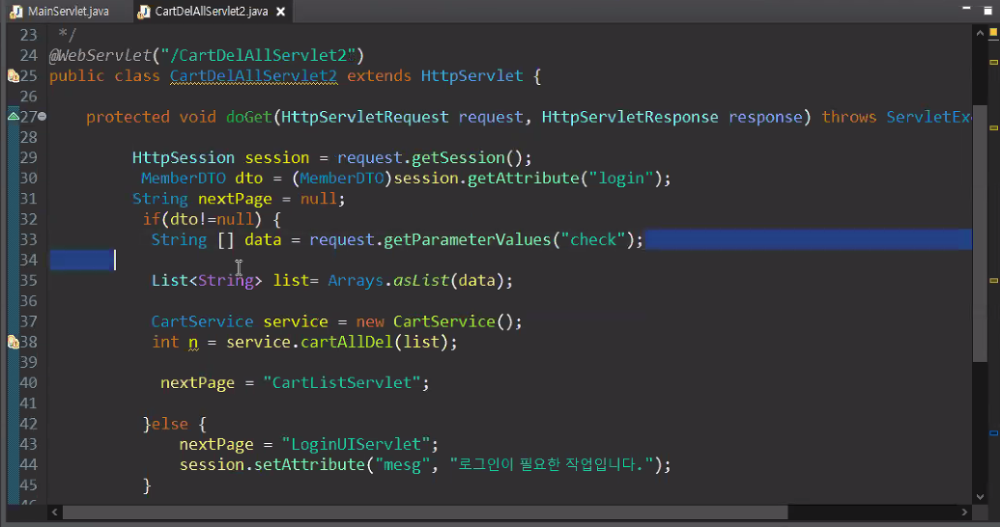 MainServlet.java CartDelAllServlet2.java
23 */
24 @WebServlet("/CartDelAllServlet2")
25 public class CartDelAllServlet2 extends HttpServlet {
26
27 protected void doGet(HttpServletRequest request, HttpServletResponse response) throws ServletEx
28
29 HttpSession session = request.getSession();
30 MemberDTO dto = (MemberDTO)session.getAttribute("login");
31 String nextPage = null;
32 if(dto!=null) {
33 String [] data = request.getParameterValues("check");
34
35 List<String> list= Arrays.asList(data);
36
37 CartService service = new CartService();
38 int n = service.cartAllDel(list);
39
40 nextPage = "CartListServlet";
41
42 }else {
43 nextPage = "LoginUIServlet";
44 session.setAttribute("mesg", "로그인이 필요한 작업입니다.");
45 }